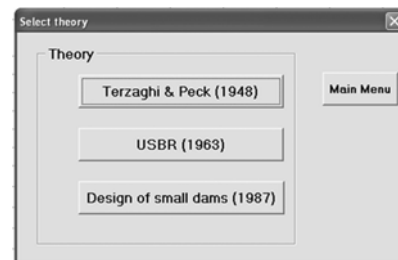 Select theory
Theory
Terzaghi & Peck (1948)
Main Menu
USBR (1963)
Design of small dams (1987)